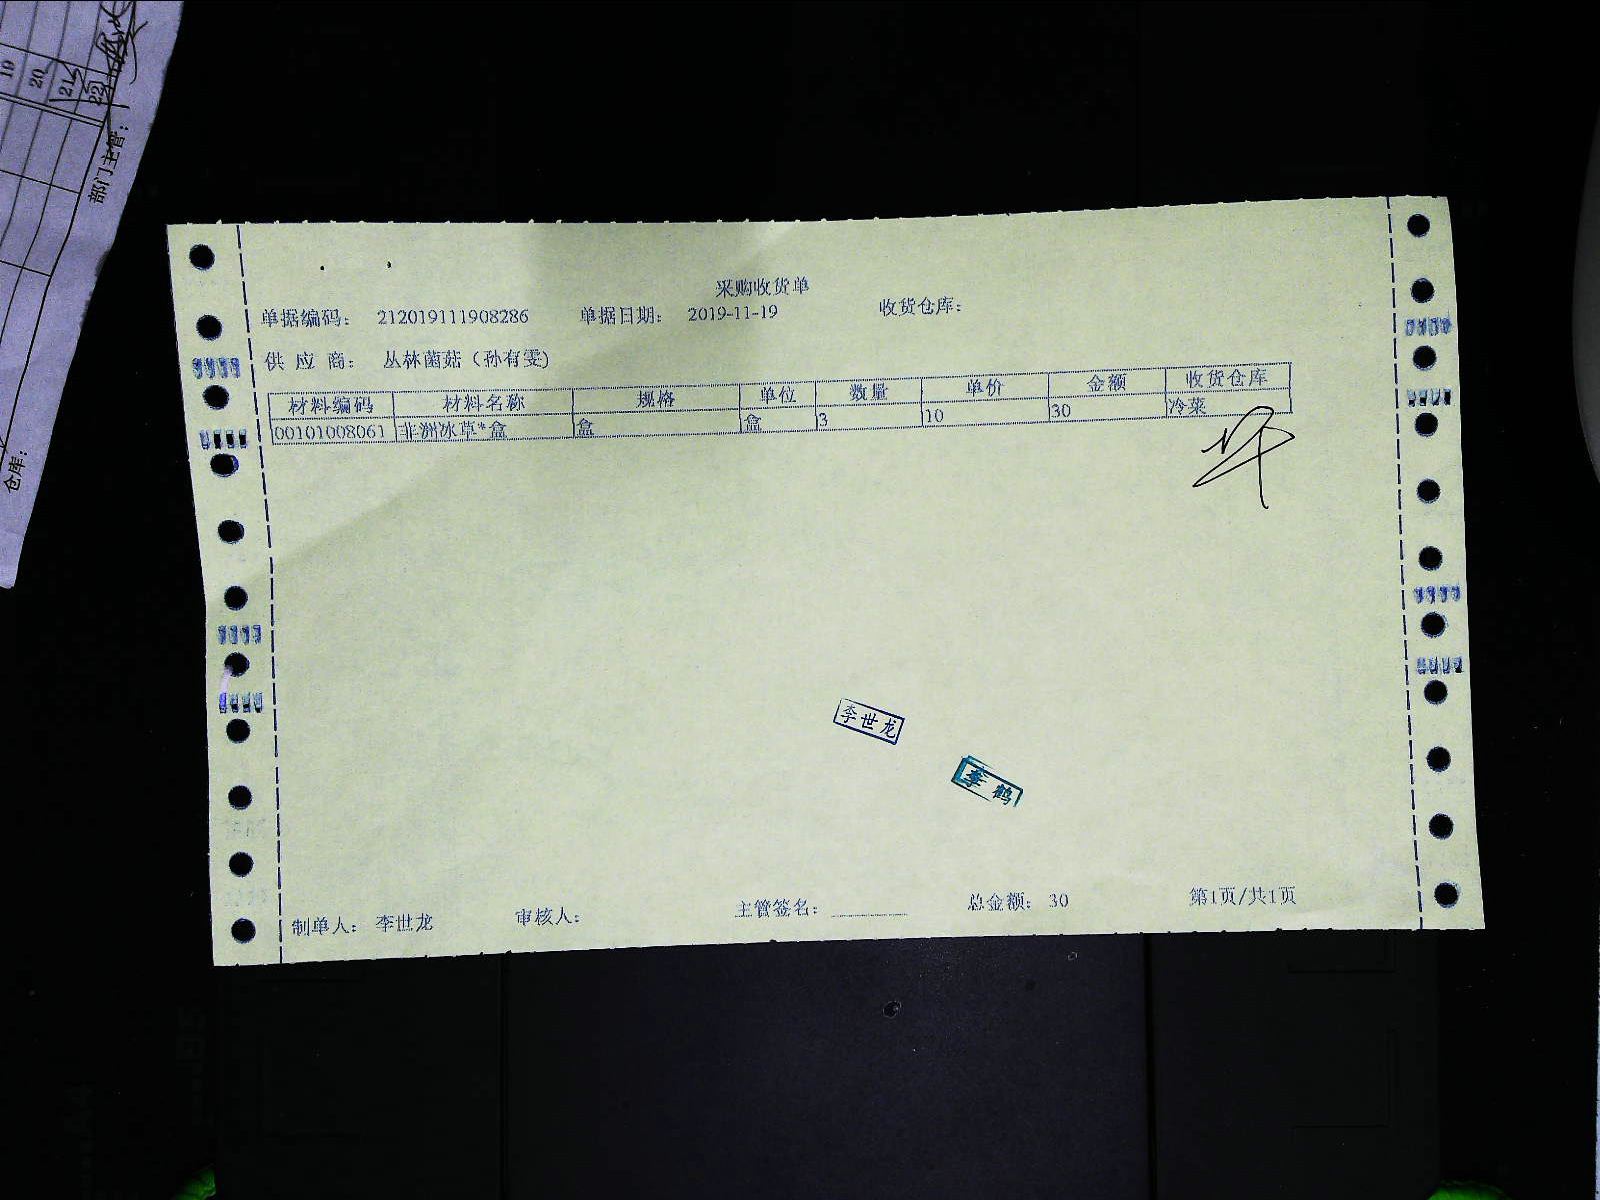 采购收货单
单据编码： 212019111908286 单据日期： 2019-11-19 收货仓库：
供 应 商： 丛林菌菇（孙有雯）
材料编码 材料名称 规格 单位 数量 单价 金额 收货仓库
00101008061 非洲冰草*盒 盒 盒 3 10 30 冷菜
李世龙
李鹤
制单人： 李世龙 审核人： 主管签名： 总金额： 30 第1页/共1页
19
20
21
22
部门主管：
仓库：